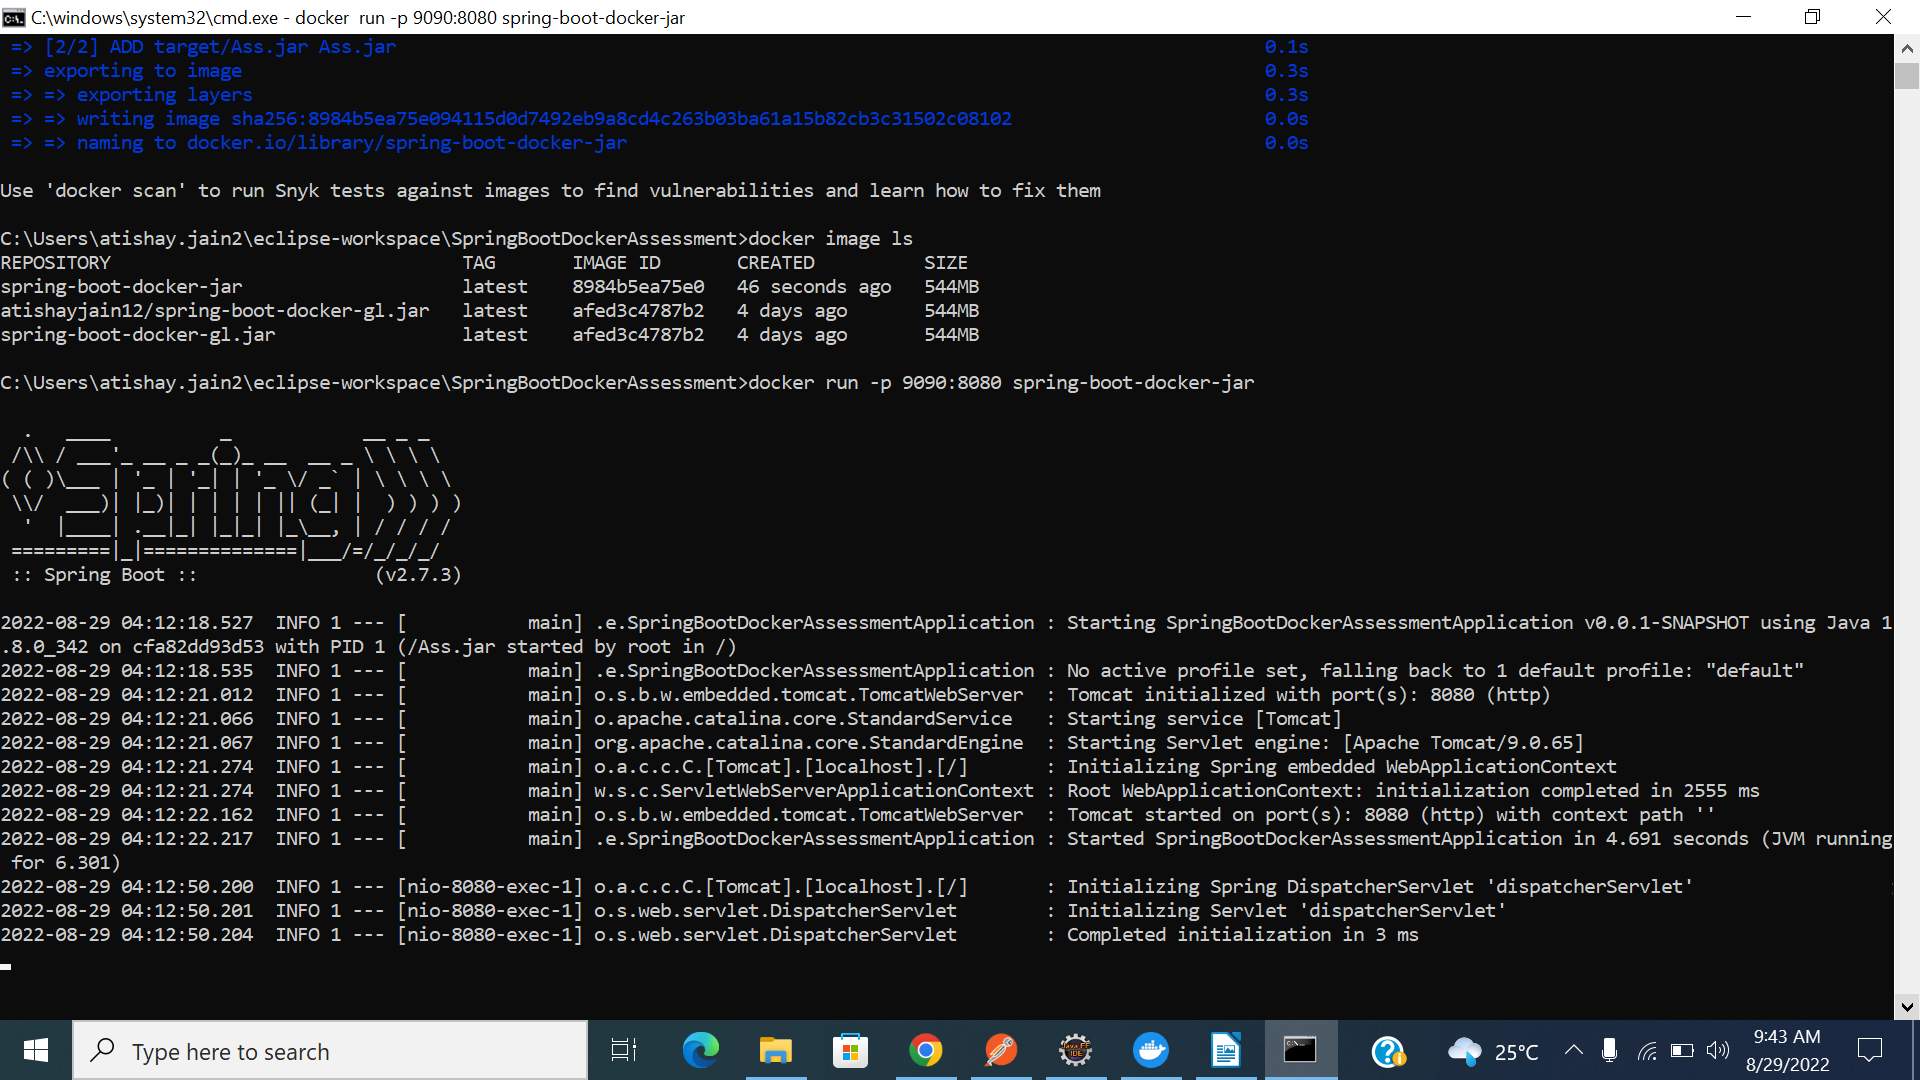 C:\windows\system32\cmd.exe - docker  run -p 9090:8080 spring-boot-docker-jar
=> [2/2] ADD target/Ass.jar Ass.jar 0.1s
=> exporting to image 0.3s
=> => exporting layers 0.3s
=> => writing image sha256:8984b5ea75e094115d0d7492eb9a8cd4c263b03ba61a15b82cb3c31502c08102 0.0s
=> => naming to docker.io/library/spring-boot-docker-jar 0.0s
Use 'docker scan' to run Snyk tests against images to find vulnerabilities and learn how to fix them
C:\Users\atishay.jain2\eclipse-workspace\SpringBootDockerAssessment>docker image ls
REPOSITORY TAG IMAGE ID CREATED SIZE
spring-boot-docker-jar latest 8984b5ea75e0 46 seconds ago 544MB
atishayjain12/spring-boot-docker-gl.jar latest afed3c4787b2 4 days ago 544MB
spring-boot-docker-gl.jar latest afed3c4787b2 4 days ago 544MB
C:\Users\atishay.jain2\eclipse-workspace\SpringBootDockerAssessment>docker run -p 9090:8080 spring-boot-docker-jar
Spring
:: Spring Boot :: (v2.7.3)
2022-08-29 04:12:18.527  INFO 1 --- [           main] .e.SpringBootDockerAssessmentApplication : Starting SpringBootDockerAssessmentApplication v0.0.1-SNAPSHOT using Java 1
.8.0_342 on cfa82dd93d53 with PID 1 (/Ass.jar started by root in /)
2022-08-29 04:12:18.535  INFO 1 --- [           main] .e.SpringBootDockerAssessmentApplication : No active profile set, falling back to 1 default profile: "default"
2022-08-29 04:12:21.012  INFO 1 --- [           main] o.s.b.w.embedded.tomcat.TomcatWebServer  : Tomcat initialized with port(s): 8080 (http)
2022-08-29 04:12:21.066  INFO 1 --- [           main] o.apache.catalina.core.StandardService   : Starting service [Tomcat]
2022-08-29 04:12:21.067  INFO 1 --- [           main] org.apache.catalina.core.StandardEngine  : Starting Servlet engine: [Apache Tomcat/9.0.65]
2022-08-29 04:12:21.274  INFO 1 --- [           main] o.a.c.c.C.[Tomcat].[localhost].[/]       : Initializing Spring embedded WebApplicationContext
2022-08-29 04:12:21.274  INFO 1 --- [           main] w.s.c.ServletWebServerApplicationContext : Root WebApplicationContext: initialization completed in 2555 ms
2022-08-29 04:12:22.162  INFO 1 --- [           main] o.s.b.w.embedded.tomcat.TomcatWebServer  : Tomcat started on port(s): 8080 (http) with context path ''
2022-08-29 04:12:22.217  INFO 1 --- [           main] .e.SpringBootDockerAssessmentApplication : Started SpringBootDockerAssessmentApplication in 4.691 seconds (JVM running
for 6.301)
2022-08-29 04:12:50.200  INFO 1 --- [nio-8080-exec-1] o.a.c.c.C.[Tomcat].[localhost].[/]       : Initializing Spring DispatcherServlet 'dispatcherServlet'
2022-08-29 04:12:50.201  INFO 1 --- [nio-8080-exec-1] o.s.web.servlet.DispatcherServlet        : Initializing Servlet 'dispatcherServlet'
2022-08-29 04:12:50.204  INFO 1 --- [nio-8080-exec-1] o.s.web.servlet.DispatcherServlet        : Completed initialization in 3 ms
Type here to search
25°C
9:43 AM
8/29/2022